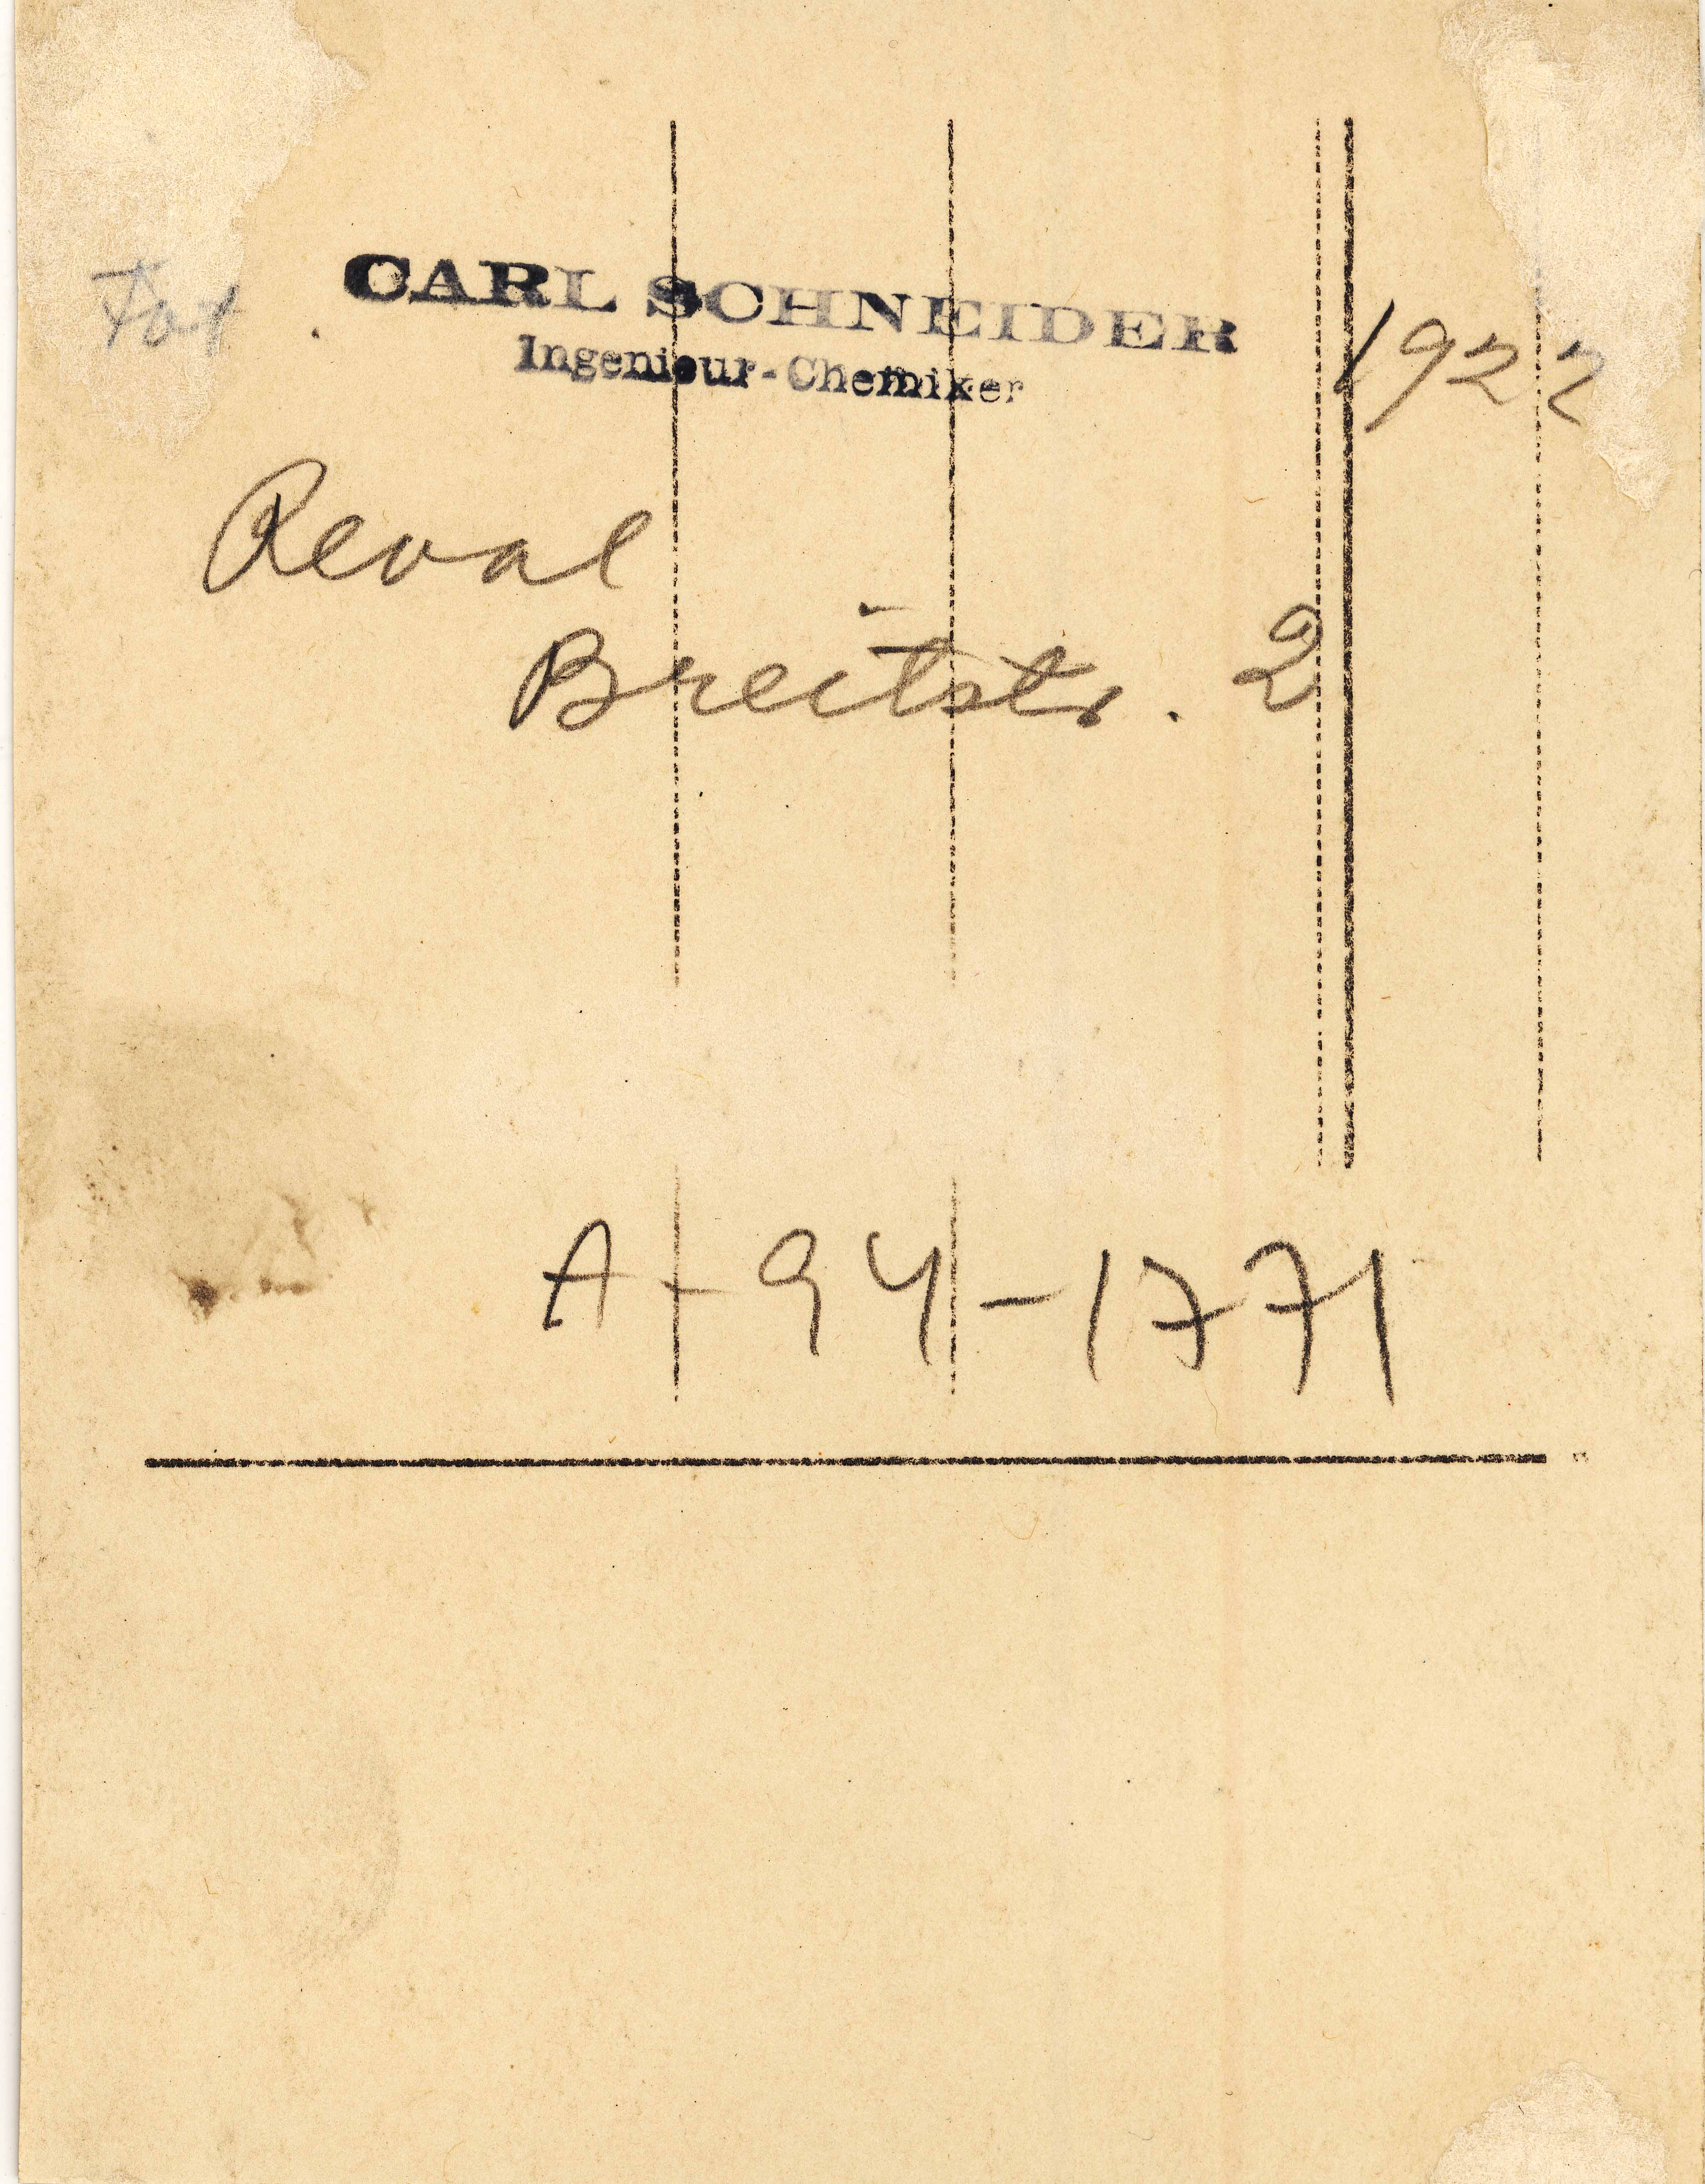 Fot. CARL SCHNEIDER
Ingenieur-Chemiker
1922
Reval
Breitstr. 2
A-94-1771